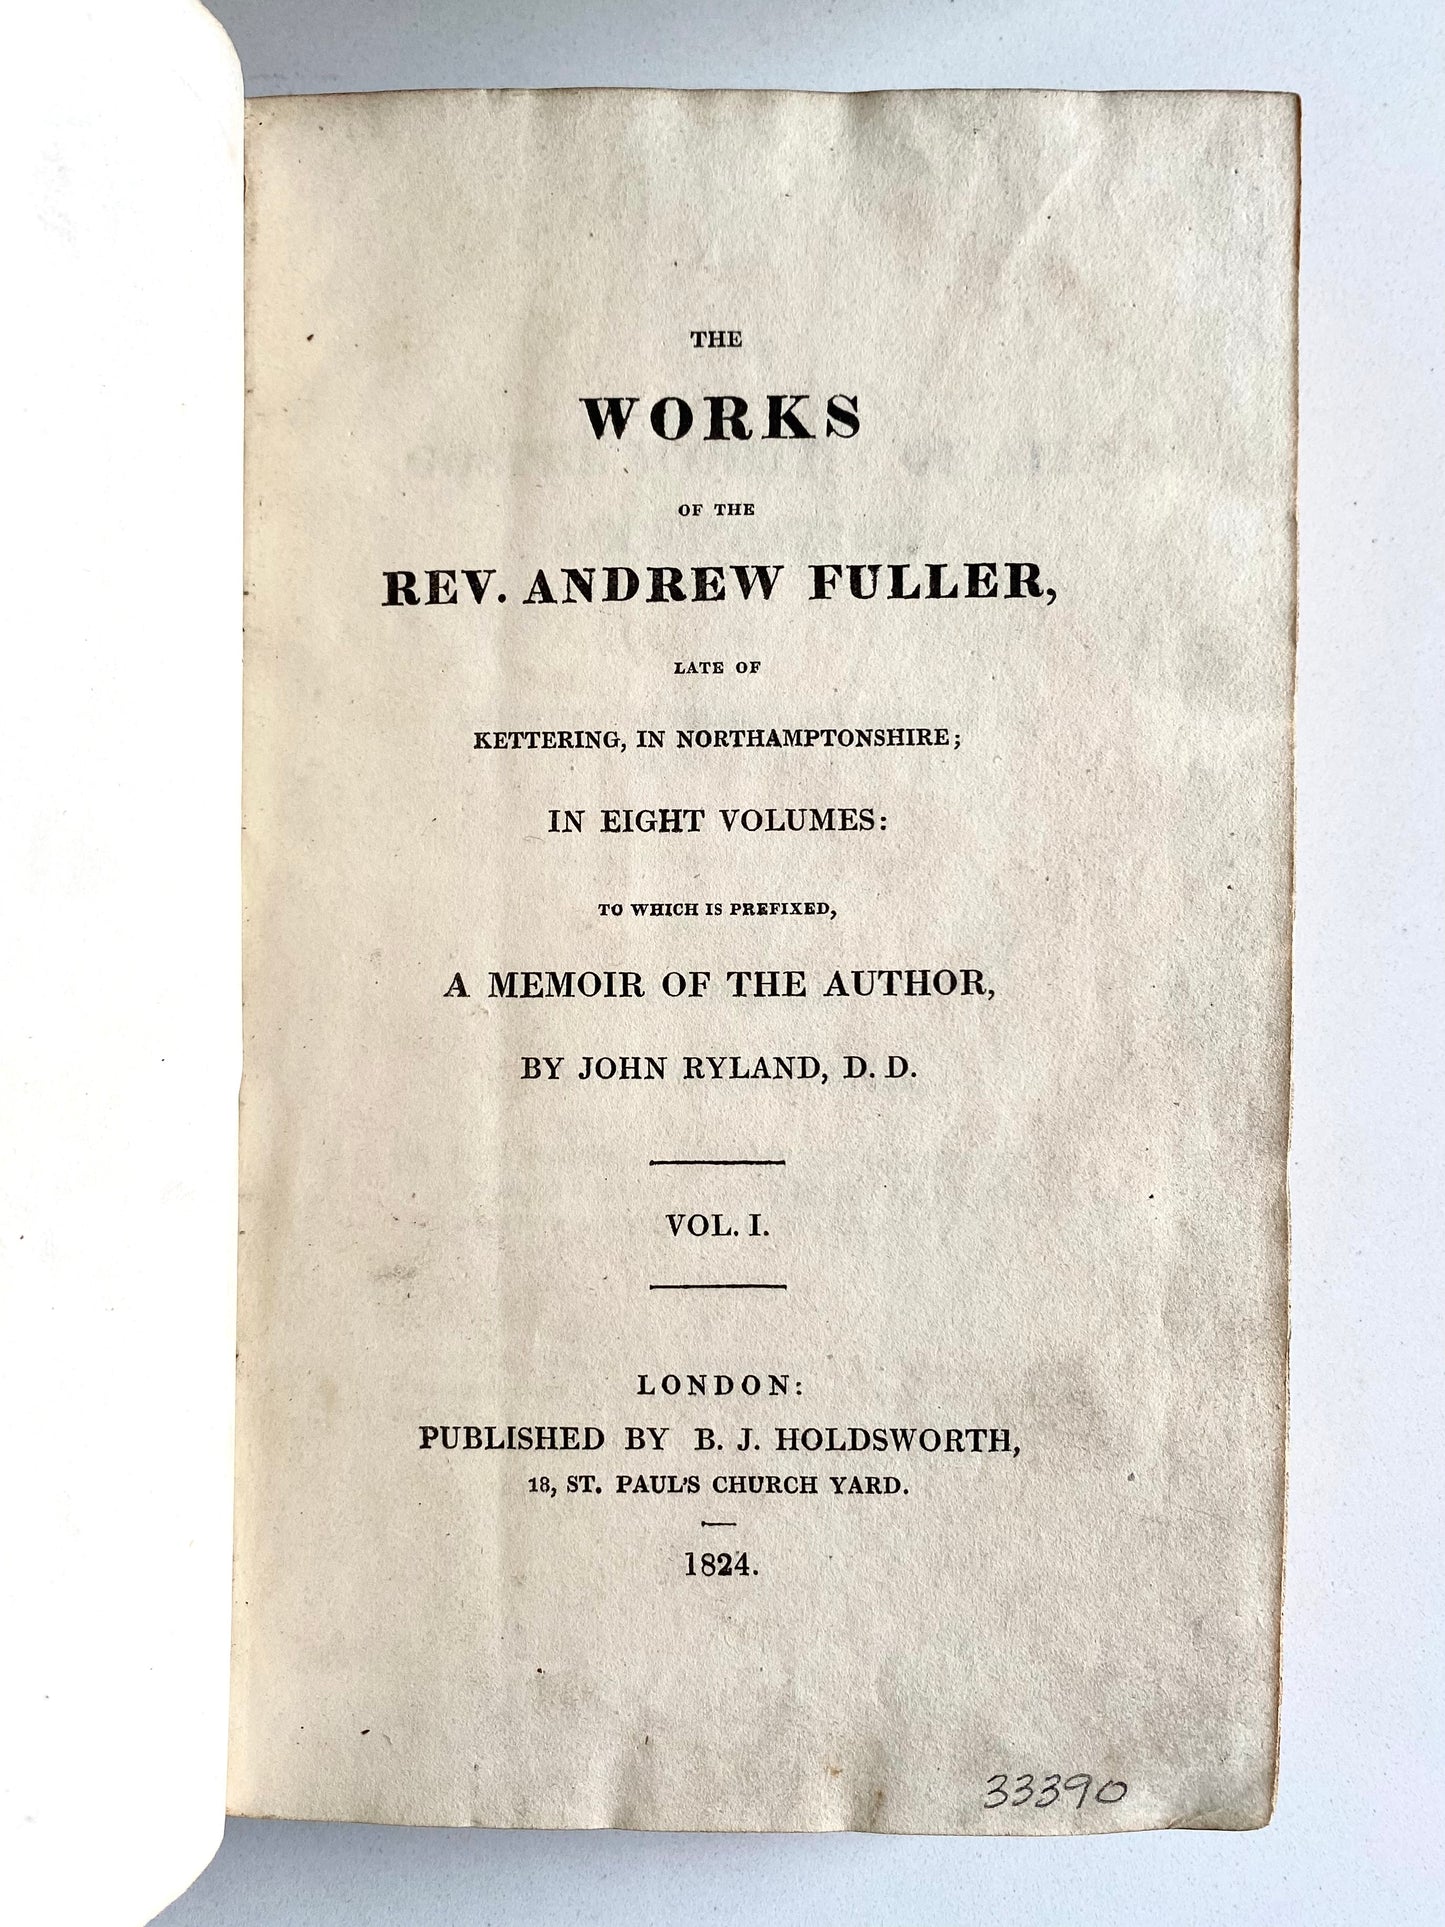 THE
WORKS
OF THE
REV. ANDREW FULLER,
LATE OF
KETTERING, IN NORTHAMPTONSHIRE;
IN EIGHT VOLUMES:
TO WHICH IS PREFIXED,
A MEMOIR OF THE AUTHOR,
BY JOHN RYLAND, D. D.
VOL. I.
LONDON:
PUBLISHED BY B. J. HOLDSWORTH,
18, ST. PAUL'S CHURCH YARD.
1824.
33390